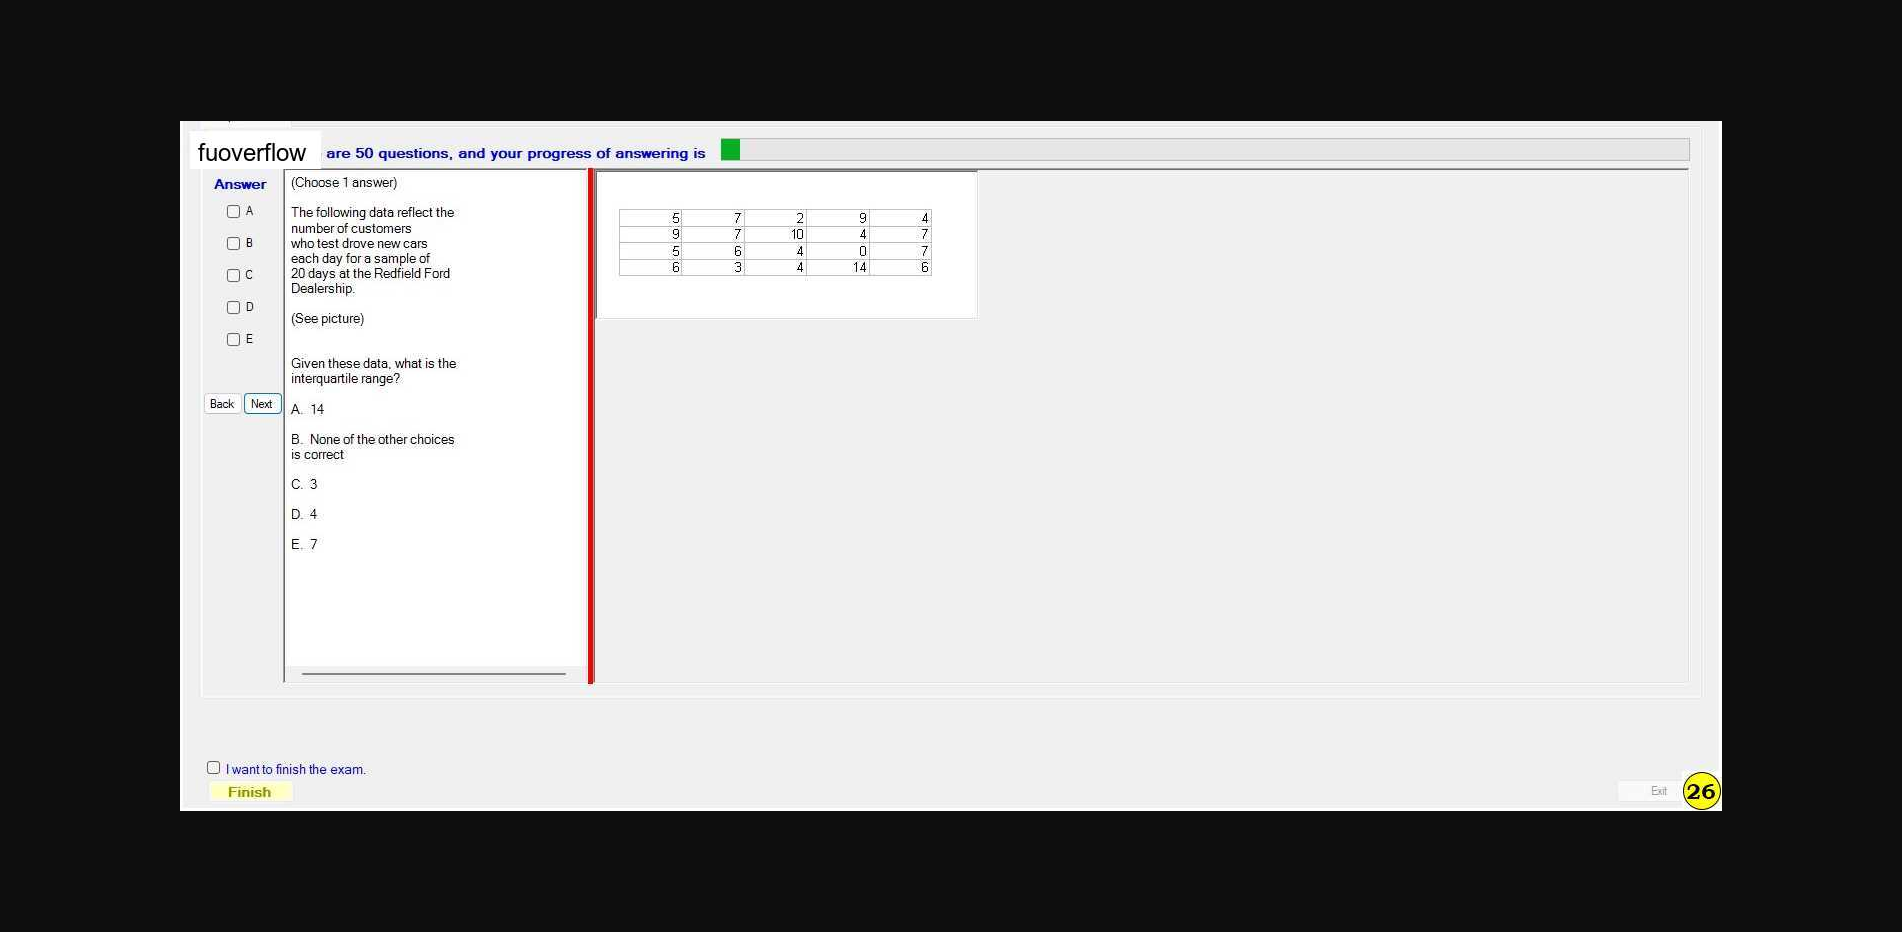 fuoverflow are 50 questions, and your progress of answering is
Answer
A
B
C
D
E
Back Next
(Choose 1 answer)
The following data reflect the
number of customers
who test drove new cars
each day for a sample of
20 days at the Redfield Ford
Dealership.
(See picture)
Given these data, what is the
interquartile range?
A. 14
B. None of the other choices
is correct
C. 3
D. 4
E. 7
5 7 2 9 4
9 7 10 4 7
5 6 4 0 7
6 3 4 14 6
I want to finish the exam.
Finish
Exit
26